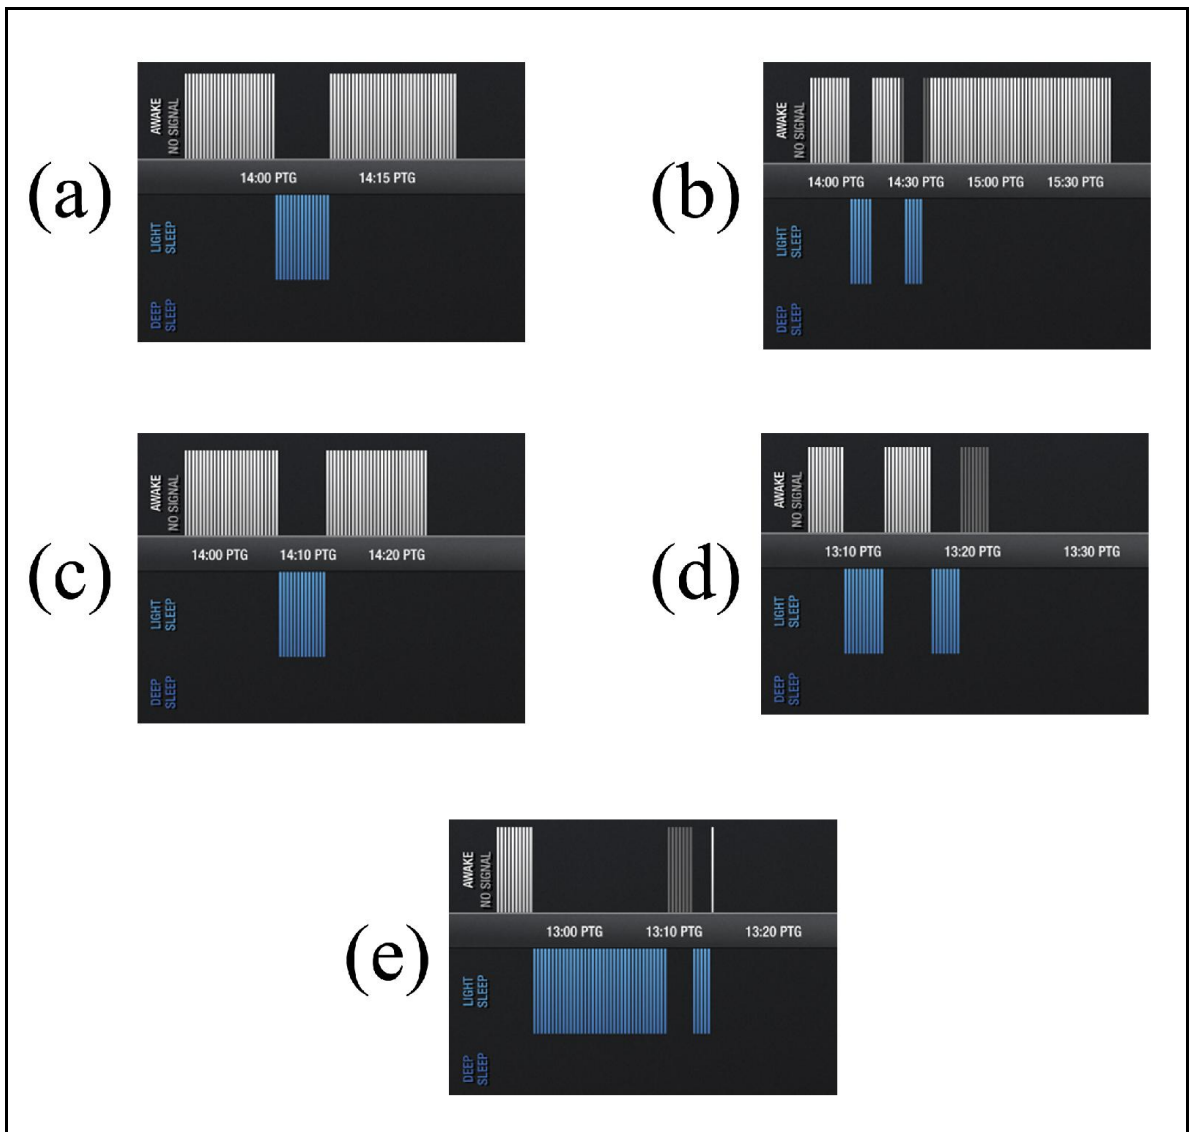 (a)
AWAKE
NO SIGNAL
14:00 PTG 14:15 PTG
LIGHT
SLEEP
DEEP
SLEEP
(b)
AWAKE
NO SIGNAL
14:00 PTG 14:30 PTG 15:00 PTG 15:30 PTG
LIGHT
SLEEP
DEEP
SLEEP
(c)
AWAKE
NO SIGNAL
14:00 PTG 14:10 PTG 14:20 PTG
LIGHT
SLEEP
DEEP
SLEEP
(d)
AWAKE
NO SIGNAL
13:10 PTG 13:20 PTG 13:30 PTG
LIGHT
SLEEP
DEEP
SLEEP
(e)
AWAKE
NO SIGNAL
13:00 PTG 13:10 PTG 13:20 PTG
LIGHT
SLEEP
DEEP
SLEEP